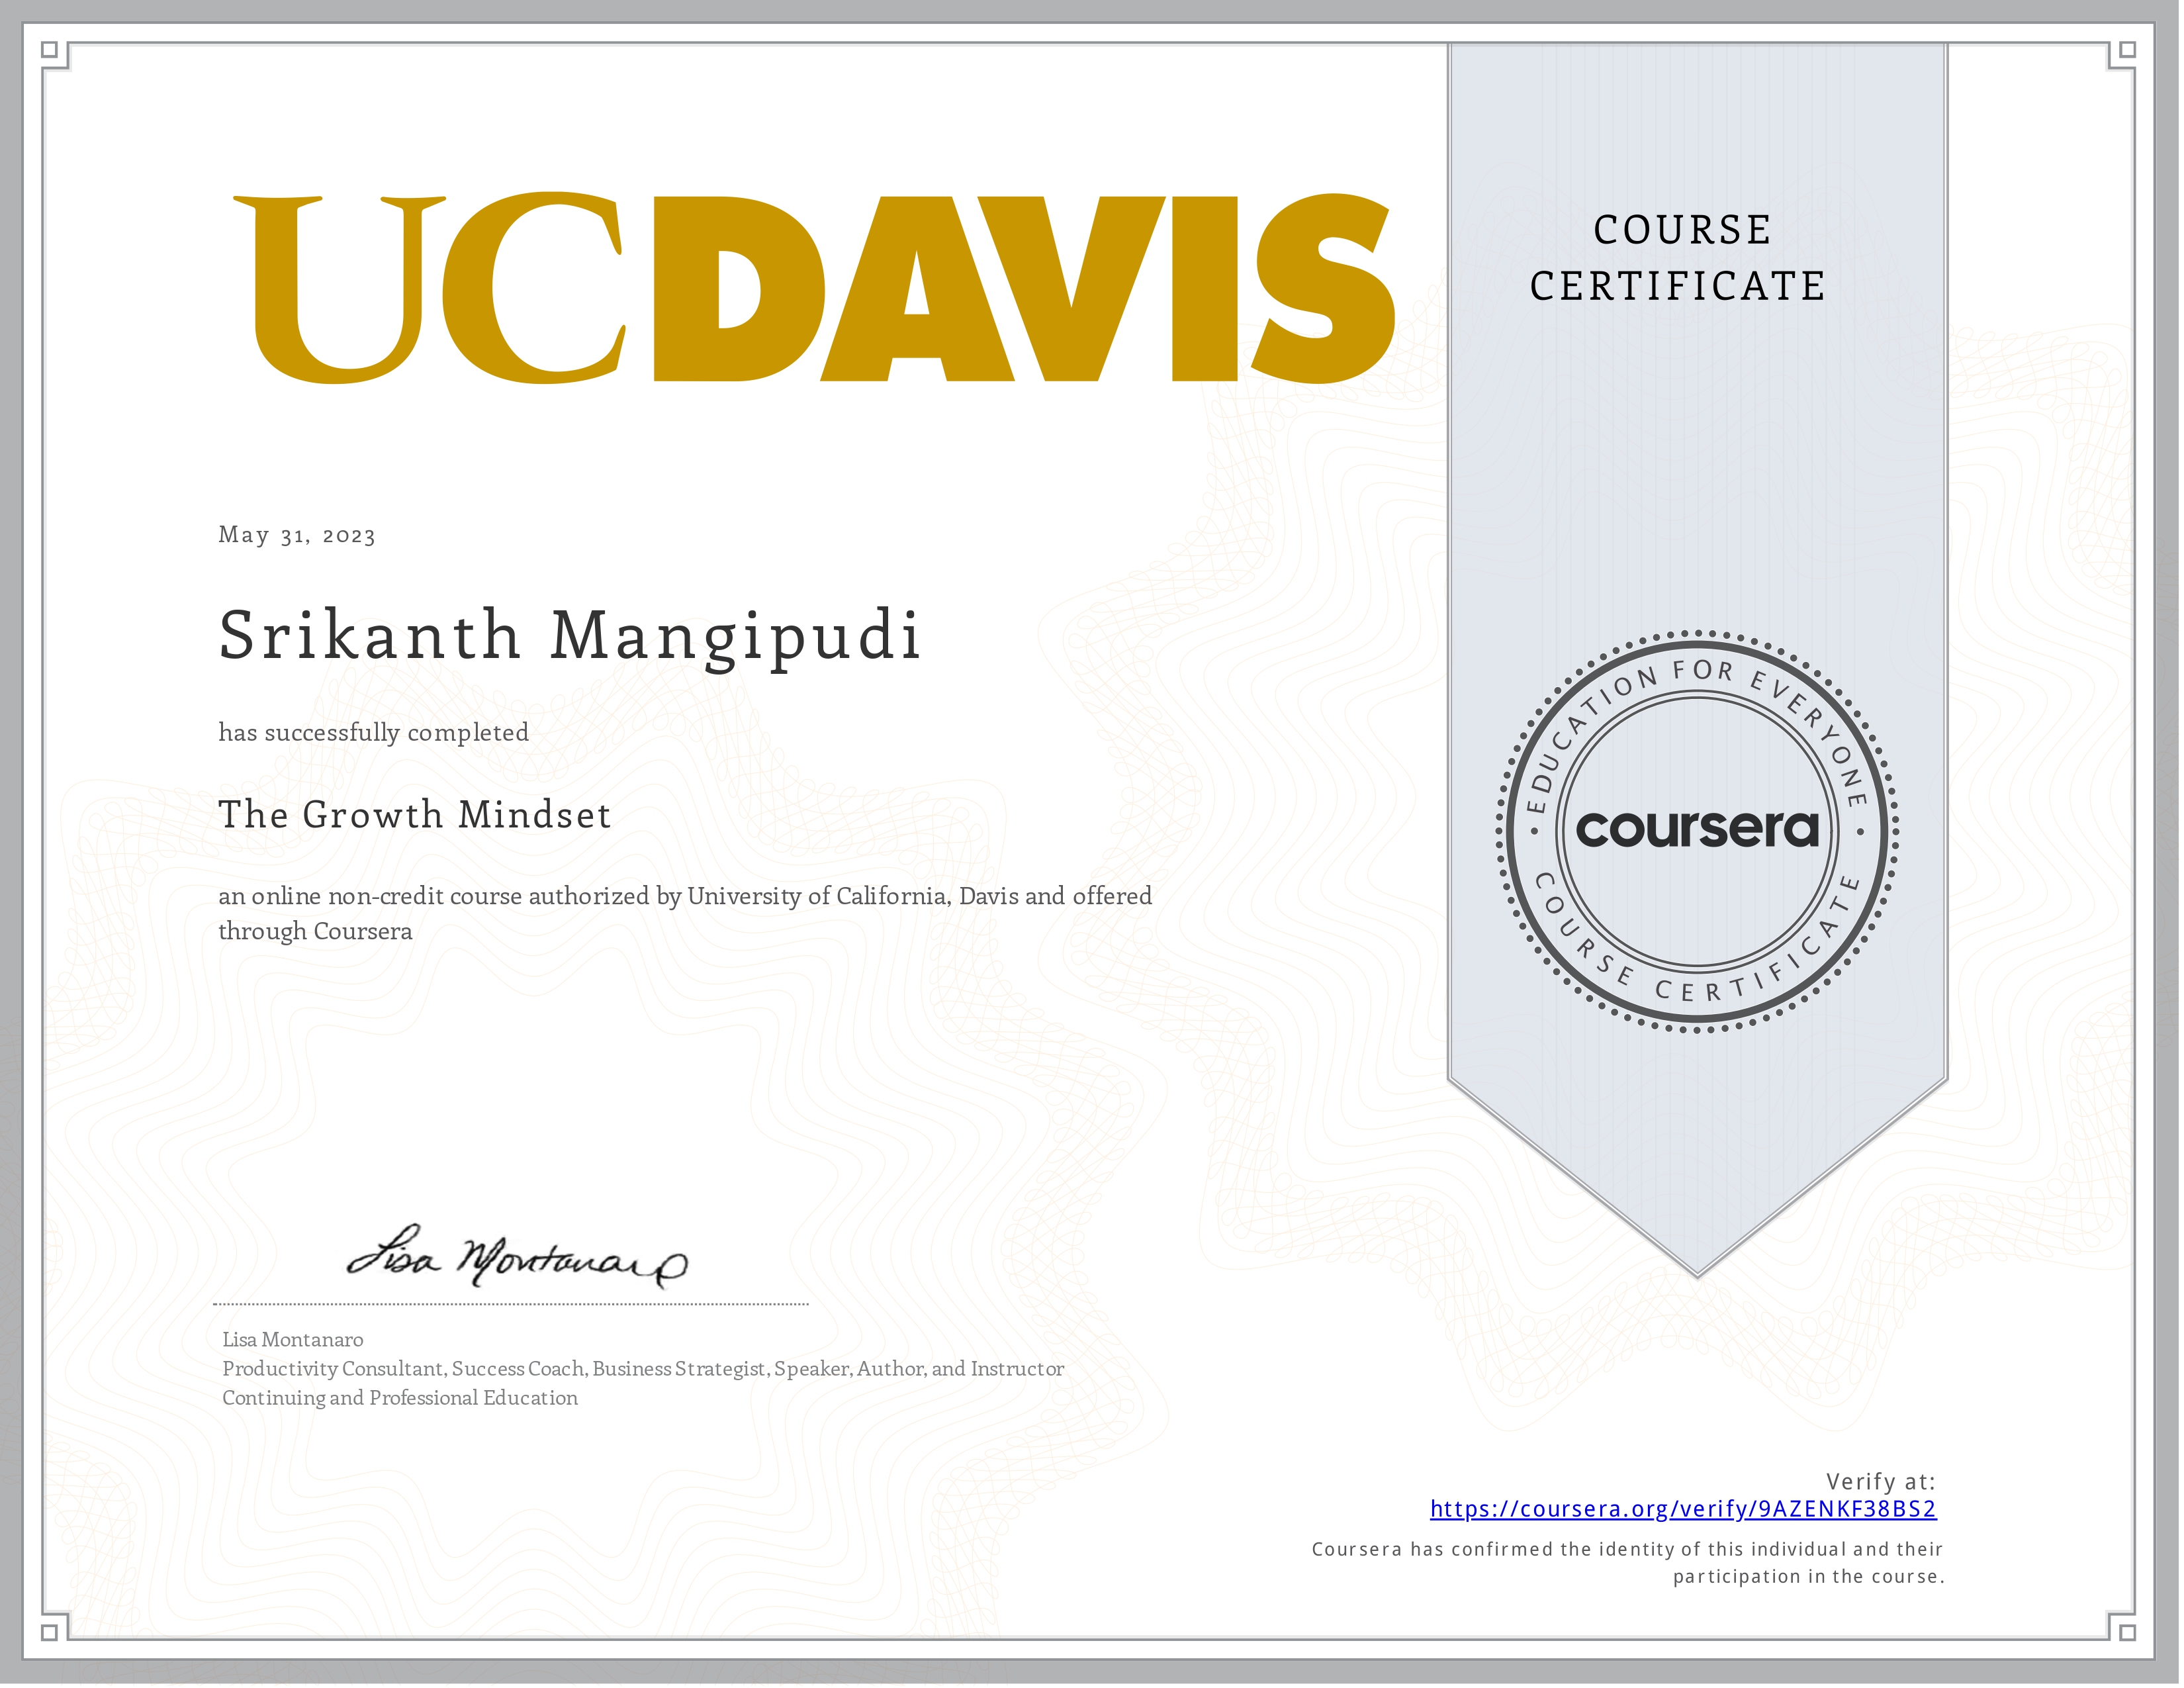 UCDAVIS
COURSE
CERTIFICATE
May 31, 2023
Srikanth Mangipudi
has successfully completed
The Growth Mindset
an online non-credit course authorized by University of California, Davis and offered
through Coursera
EDUCATION FOR EVERYONE
coursera
COURSE CERTIFICATE
Lisa Montanaro
Lisa Montanaro
Productivity Consultant, Success Coach, Business Strategist, Speaker, Author, and Instructor
Continuing and Professional Education
Verify at:
https://coursera.org/verify/9AZENKF38BS2
Coursera has confirmed the identity of this individual and their
participation in the course.